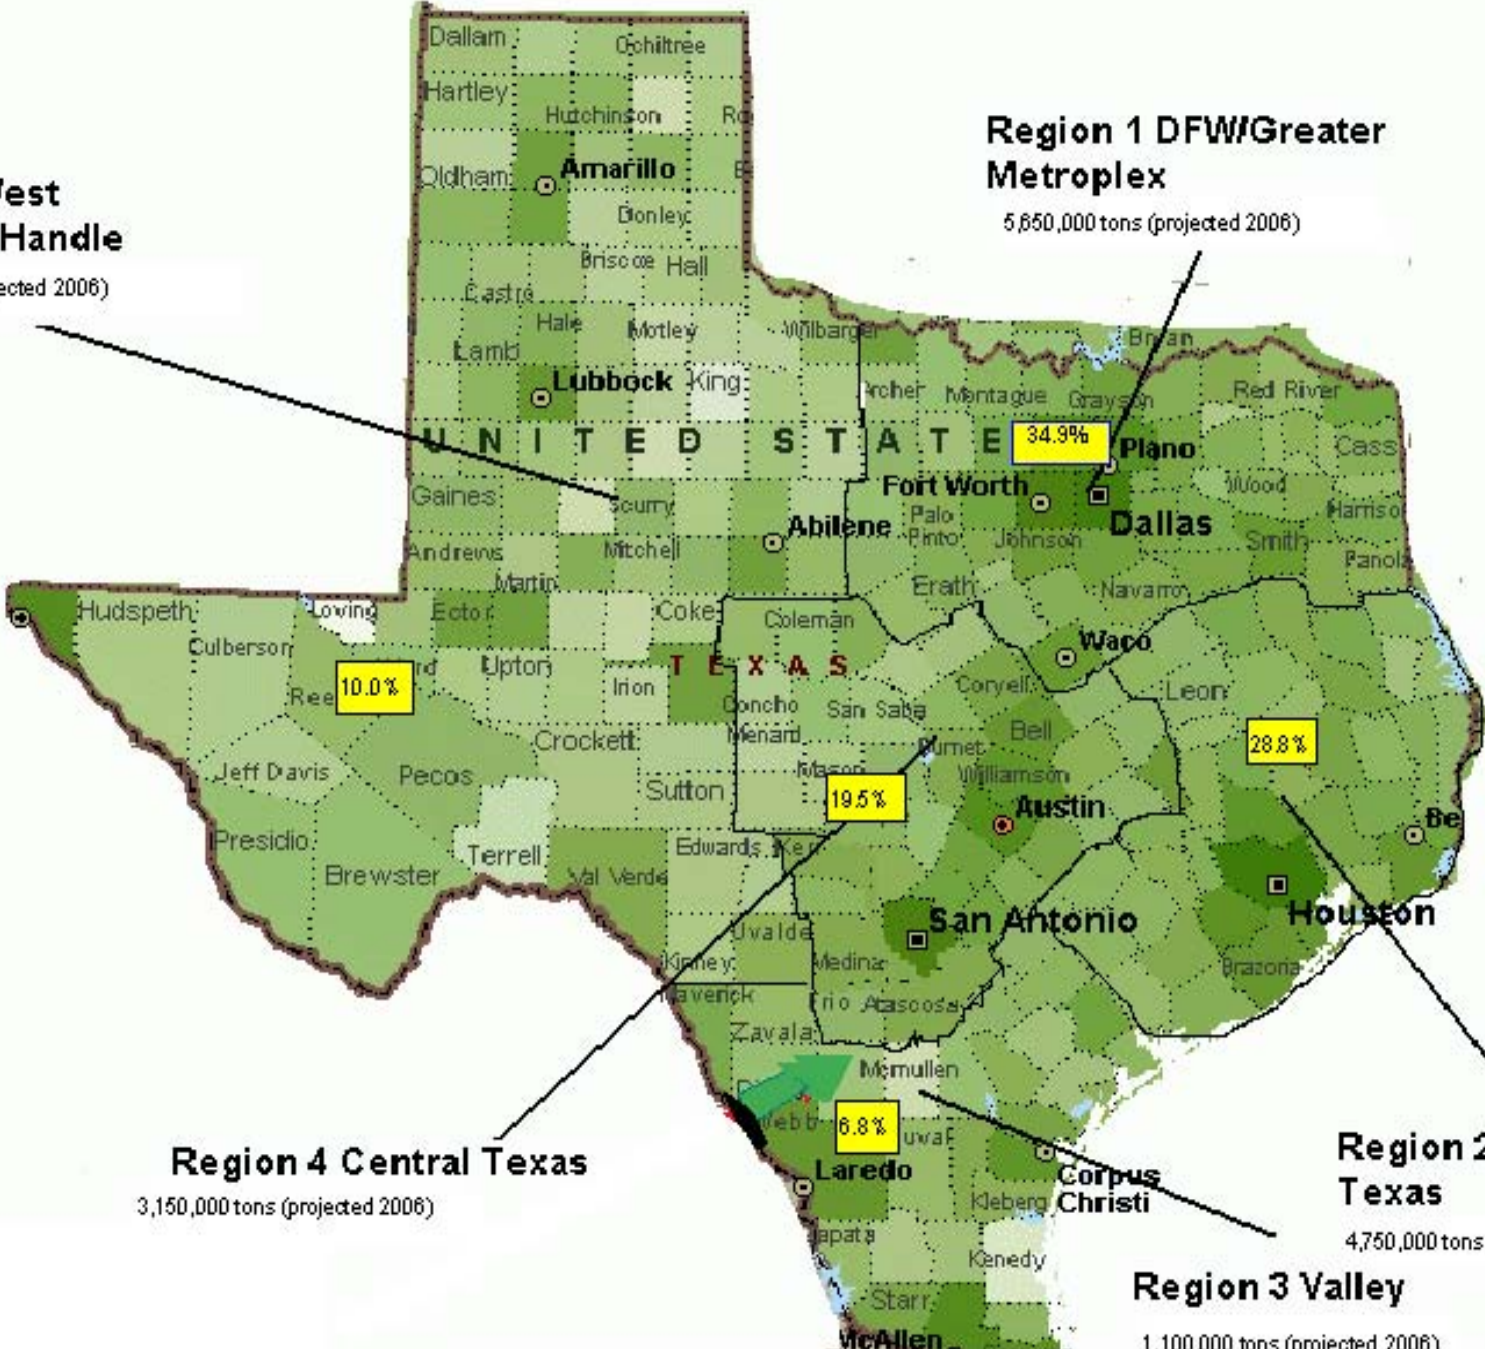 Dallam
Ochiltree
Hartley
Hutchinson
Region 1 DFW/Greater
Metroplex
5,650,000 tons (projected 2006)
Oldham
Amarillo
Handle
2006)
Donley
Briscoe Hall
Castro
Hale Motley Wilbarger
Bryan
Lamb
Lubbock King
Archer Montague Grayson Red River
UNITED STATE
34.9%
Plano
Cass
Gaines
Scurry
Fort Worth
Wood
Abilene
Palo
Pinto
Dallas
Johnson
Smith
Andrews
Mitchell
Panola
Martin
Erath
Navarro
Hudspeth
Loving
Ector
Coke
Coleman
Culberson
Waco
TEXAS
Upton
10.0%
Irion
Concho
San Saba
Coryell
Leon
Crockett
Menard
Burnet
Bell
28.8%
Jeff Davis
Pecos
Mason
Williamson
Sutton
19.5%
Austin
Presidio
Edwards
Terrell
Brewster
Val Verde
San Antonio
Houston
Uvalde
Kinney
Medina
Brazoria
Maverick
Frio Atascosa
Zavala
Mcmullen
Webb
6.8%
Laredo
Corpus
Christi
Kleberg
Region 4 Central Texas
3,150,000 tons (projected 2006)
Region 2
Texas
4,750,000 tons
Kenedy
Region 3 Valley
1,100,000 tons (projected 2006)
Starr
McAllen